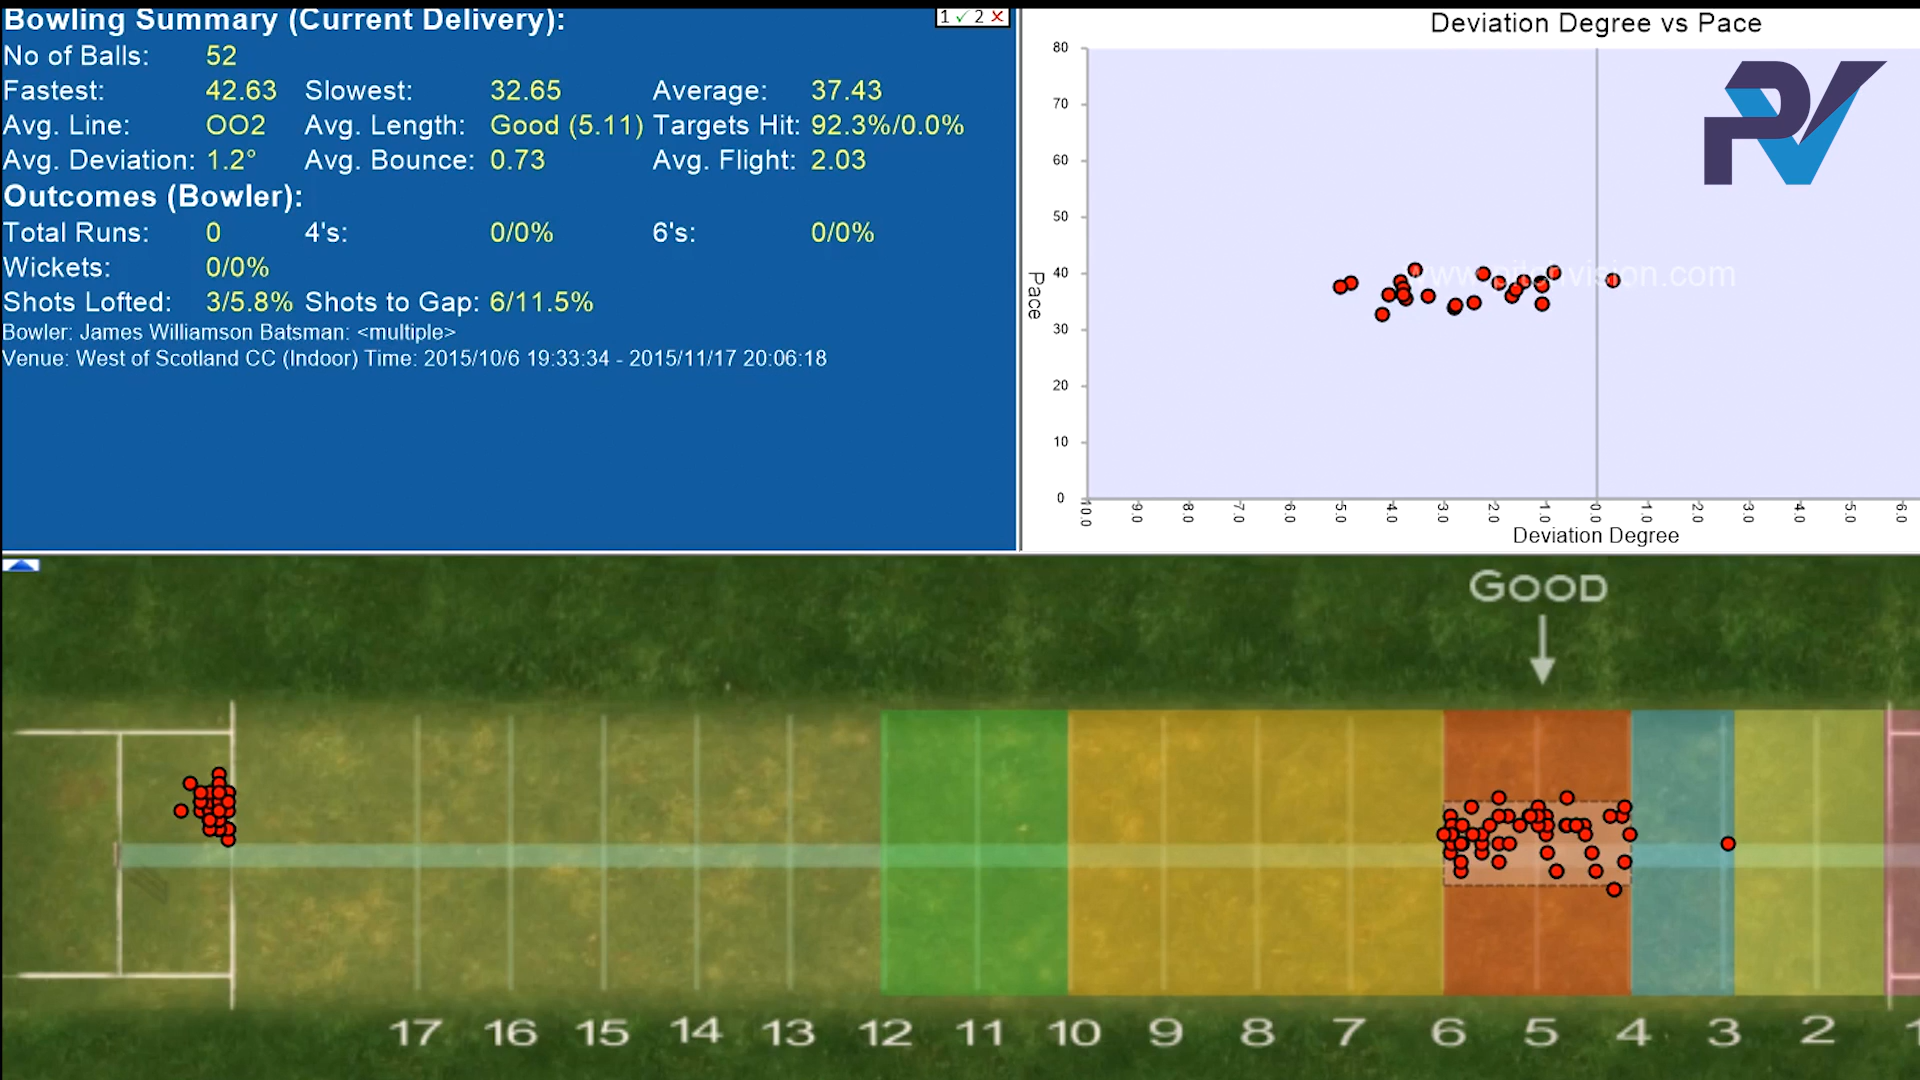 Bowling Summary (Current Delivery):
1 ✓ 2 ✗
No of Balls: 52
Fastest: 42.63 Slowest: 32.65 Average: 37.43
Avg. Line: OO2 Avg. Length: Good (5.11) Targets Hit: 92.3%/0.0%
Avg. Deviation: 1.2° Avg. Bounce: 0.73 Avg. Flight: 2.03
Outcomes (Bowler):
Total Runs: 0 4's: 0/0% 6's: 0/0%
Wickets: 0/0%
Shots Lofted: 3/5.8% Shots to Gap: 6/11.5%
Bowler: James Williamson Batsman: <multiple>
Venue: West of Scotland CC (Indoor) Time: 2015/10/6 19:33:34 - 2015/11/17 20:06:18
Deviation Degree vs Pace
PV
www.pitchvision.com
Pace
80
70
60
50
40
30
20
10
0
10.0 9.0 8.0 7.0 6.0 5.0 4.0 3.0 2.0 1.0 0.0 1.0 2.0 3.0 4.0 5.0 6.0
Deviation Degree
GOOD
17 16 15 14 13 12 11 10 9 8 7 6 5 4 3 2 1